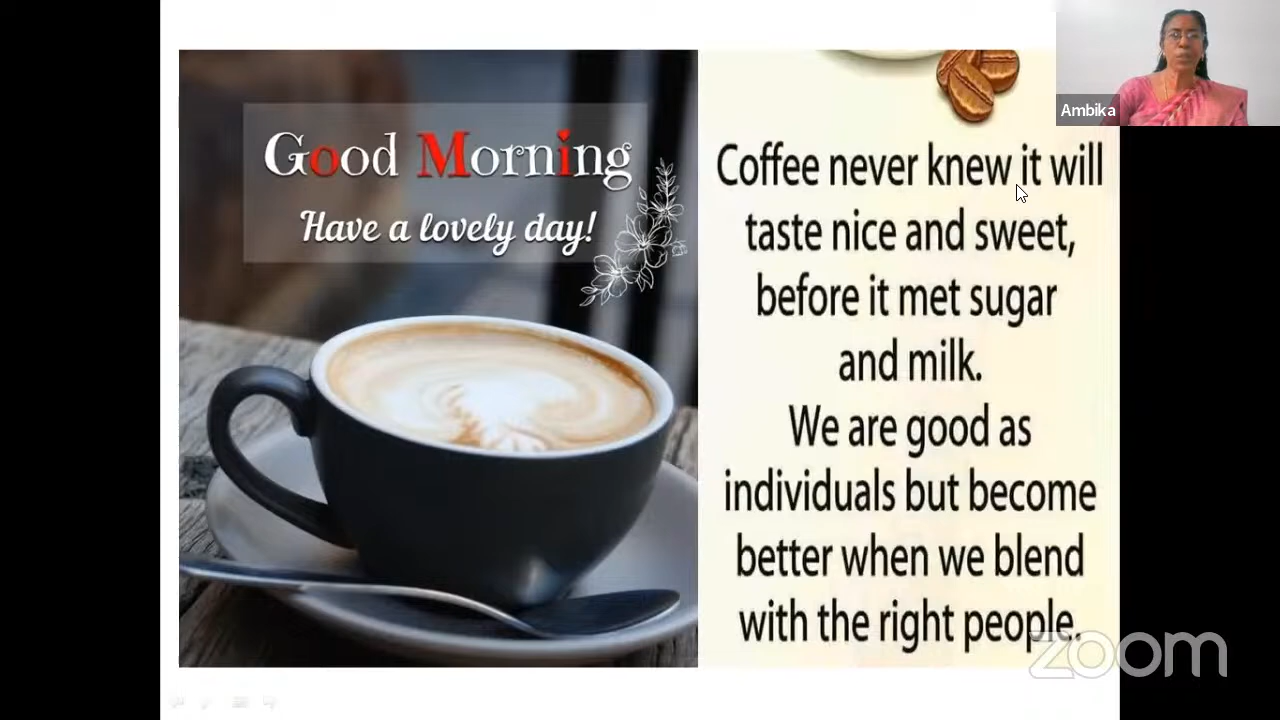 Good Morning
Have a lovely day!
Coffee never knew it will
taste nice and sweet,
before it met sugar
and milk.
We are good as
individuals but become
better when we blend
with the right people.
Ambika
zoom